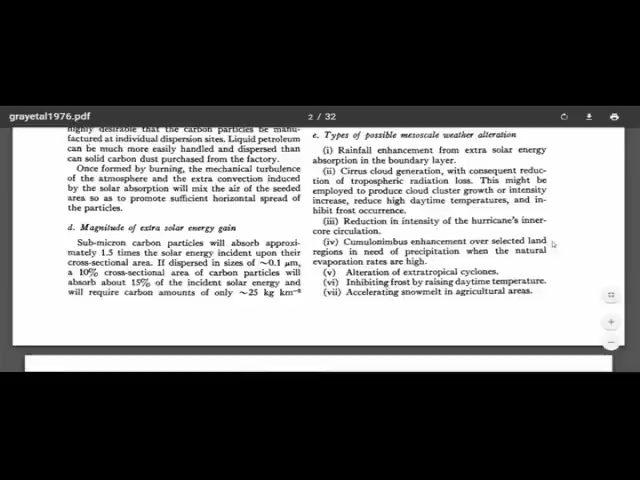 grayetal1976.pdf
2 / 32
highly desirable that the carbon particles be manu-
factured at individual dispersion sites. Liquid petroleum
can be much more easily handled and dispersed than
can solid carbon dust purchased from the factory.
Once formed by burning, the mechanical turbulence
of the atmosphere and the extra convection induced
by the solar absorption will mix the air of the seeded
area so as to promote sufficient horizontal spread of
the particles.
d. Magnitude of extra solar energy gain
Sub-micron carbon particles will absorb approxi-
mately 1.5 times the solar energy incident upon their
cross-sectional area. If dispersed in sizes of ~0.1 μm,
a 10% cross-sectional area of carbon particles will
absorb about 15% of the incident solar energy and
will require carbon amounts of only ~25 kg km⁻²
e. Types of possible mesoscale weather alteration
(i) Rainfall enhancement from extra solar energy
absorption in the boundary layer.
(ii) Cirrus cloud generation, with consequent reduc-
tion of tropospheric radiation loss. This might be
employed to produce cloud cluster growth or intensity
increase, reduce high daytime temperatures, and in-
hibit frost occurrence.
(iii) Reduction in intensity of the hurricane's inner-
core circulation.
(iv) Cumulonimbus enhancement over selected land
regions in need of precipitation when the natural
evaporation rates are high.
(v) Alteration of extratropical cyclones.
(vi) Inhibiting frost by raising daytime temperature.
(vii) Accelerating snowmelt in agricultural areas.